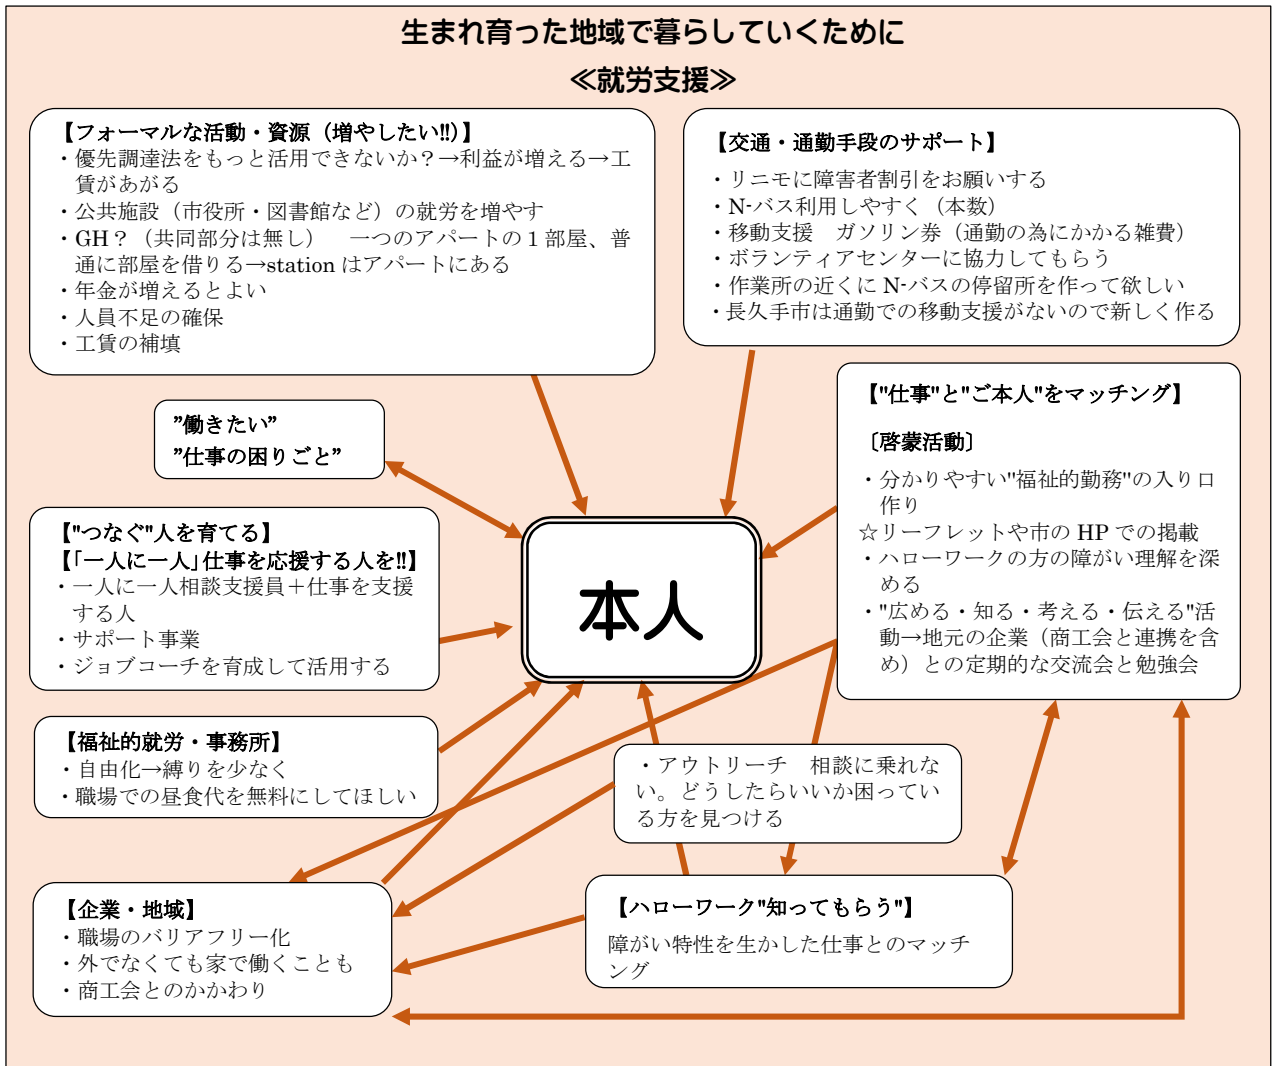 生まれ育った地域で暮らしていくために
≪就労支援≫
【フォーマルな活動・資源（増やしたい‼）】
・優先調達法をもっと活用できないか？→利益が増える→工
賃があがる
・公共施設（市役所・図書館など）の就労を増やす
・GH？（共同部分は無し）　一つのアパートの１部屋、普
通に部屋を借りる→station はアパートにある
・年金が増えるとよい
・人員不足の確保
・工賃の補填
【交通・通勤手段のサポート】
・リニモに障害者割引をお願いする
・N-バス利用しやすく（本数）
・移動支援　ガソリン券（通勤の為にかかる雑費）
・ボランティアセンターに協力してもらう
・作業所の近くに N-バスの停留所を作って欲しい
・長久手市は通勤での移動支援がないので新しく作る
”働きたい”
”仕事の困りごと”
【"仕事"と"ご本人"をマッチング】
〔啓蒙活動〕
・分かりやすい"福祉的勤務"の入り口
作り
☆リーフレットや市の HP での掲載
・ハローワークの方の障がい理解を深
める
・"広める・知る・考える・伝える"活
動→地元の企業（商工会と連携を含
め）との定期的な交流会と勉強会
【"つなぐ"人を育てる】
【「一人に一人」仕事を応援する人を‼】
・一人に一人相談支援員＋仕事を支援
する人
・サポート事業
・ジョブコーチを育成して活用する
本人
【福祉的就労・事務所】
・自由化→縛りを少なく
・職場での昼食代を無料にしてほしい
・アウトリーチ　相談に乗れな
い。どうしたらいいか困ってい
る方を見つける
【企業・地域】
・職場のバリアフリー化
・外でなくても家で働くことも
・商工会とのかかわり
【ハローワーク"知ってもらう"】
障がい特性を生かした仕事とのマッチ
ング